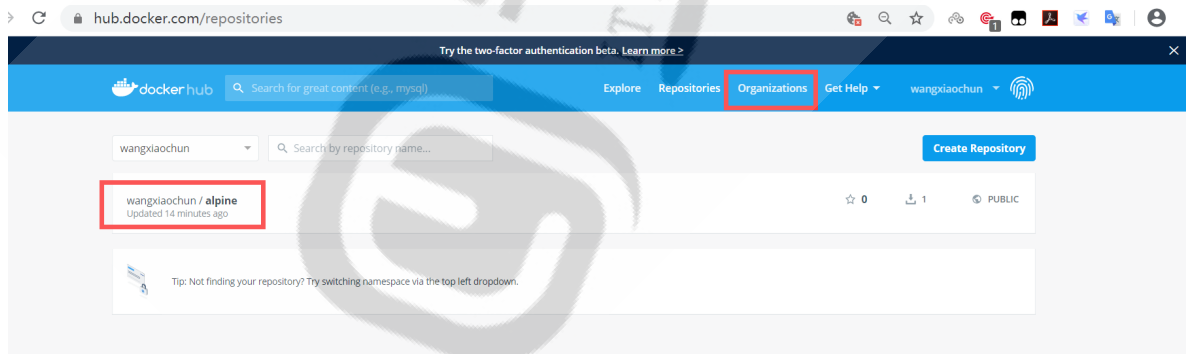 hub.docker.com/repositories
1
Try the two-factor authentication beta. Learn more >
docker hub
Search for great content (e.g., mysql)
Explore Repositories Organizations Get Help wangxiaochun
wangxiaochun
Search by repository name...
Create Repository
wangxiaochun / alpine
0 1 PUBLIC
Updated 14 minutes ago
Tip: Not finding your repository? Try switching namespace via the top left dropdown.